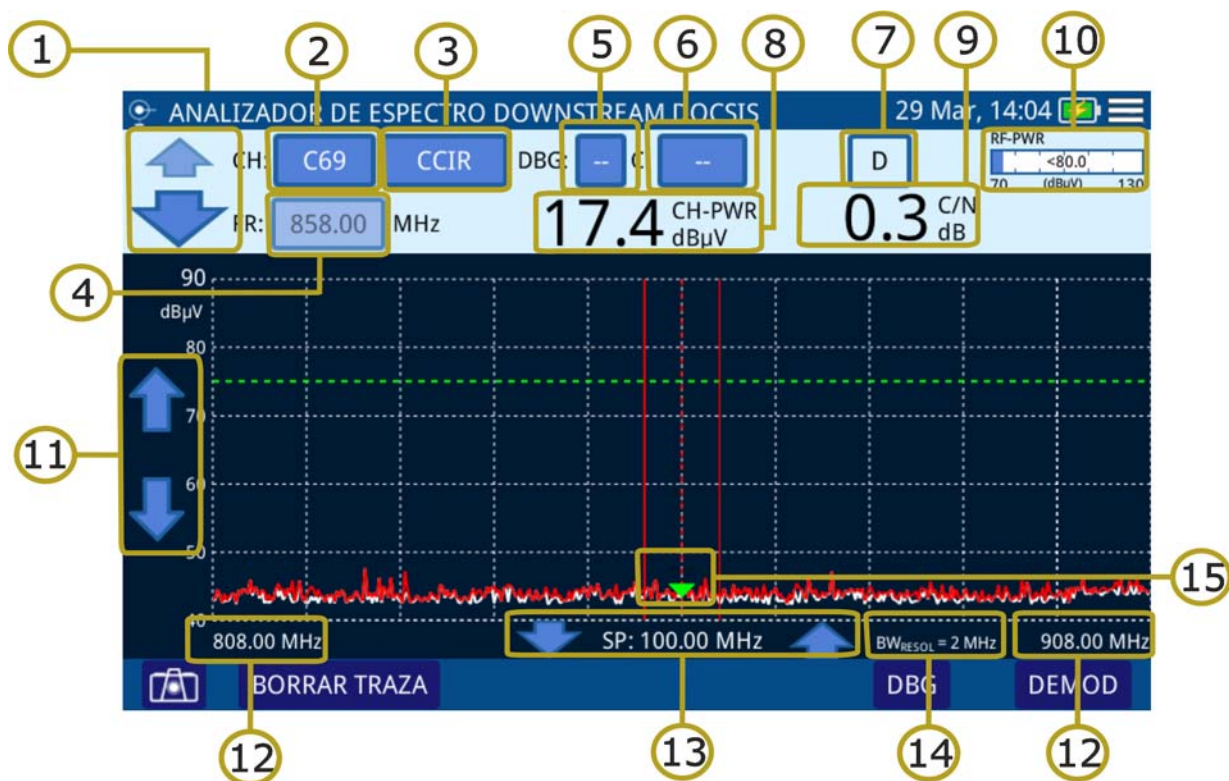 1
2
3
5
6
8
7
9
10
ANALIZADOR DE ESPECTRO DOWNSTREAM DOCSIS
29 Mar, 14:04
CH:
C69
CCIR
DBG:
--
C
--
D
RF-PWR
<80.0
70
(dBµV)
130
FR:
858.00
MHz
17.4
CH-PWR
dBµV
0.3
C/N
dB
4
90
dBµV
80
70
11
60
50
15
40
808.00 MHz
SP: 100.00 MHz
BWRESOL = 2 MHz
908.00 MHz
BORRAR TRAZA
DBG
DEMOD
12
13
14
12